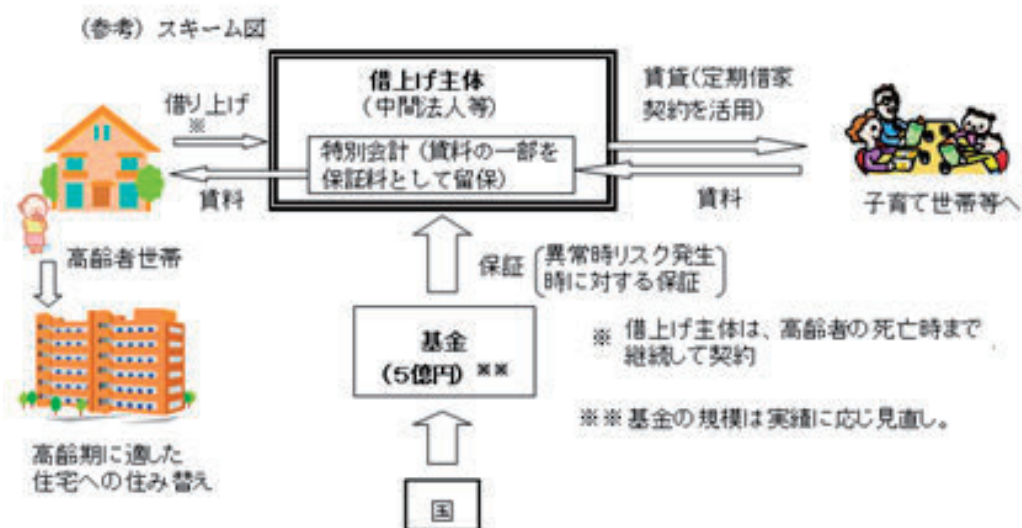 (参考) スキーム図
借上げ主体
(中間法人等)
特別会計 (賃料の一部を
保証料として留保)
借り上げ
※
賃料
賃貸(定期借家
契約を活用)
賃料
子育て世帯等へ
高齢者世帯
保証
異常時リスク発生
時に対する保証
基金
(5億円) ※※
国
高齢期に適した
住宅への住み替え
※ 借上げ主体は、高齢者の死亡時まで
継続して契約
※※基金の規模は実績に応じ見直し。